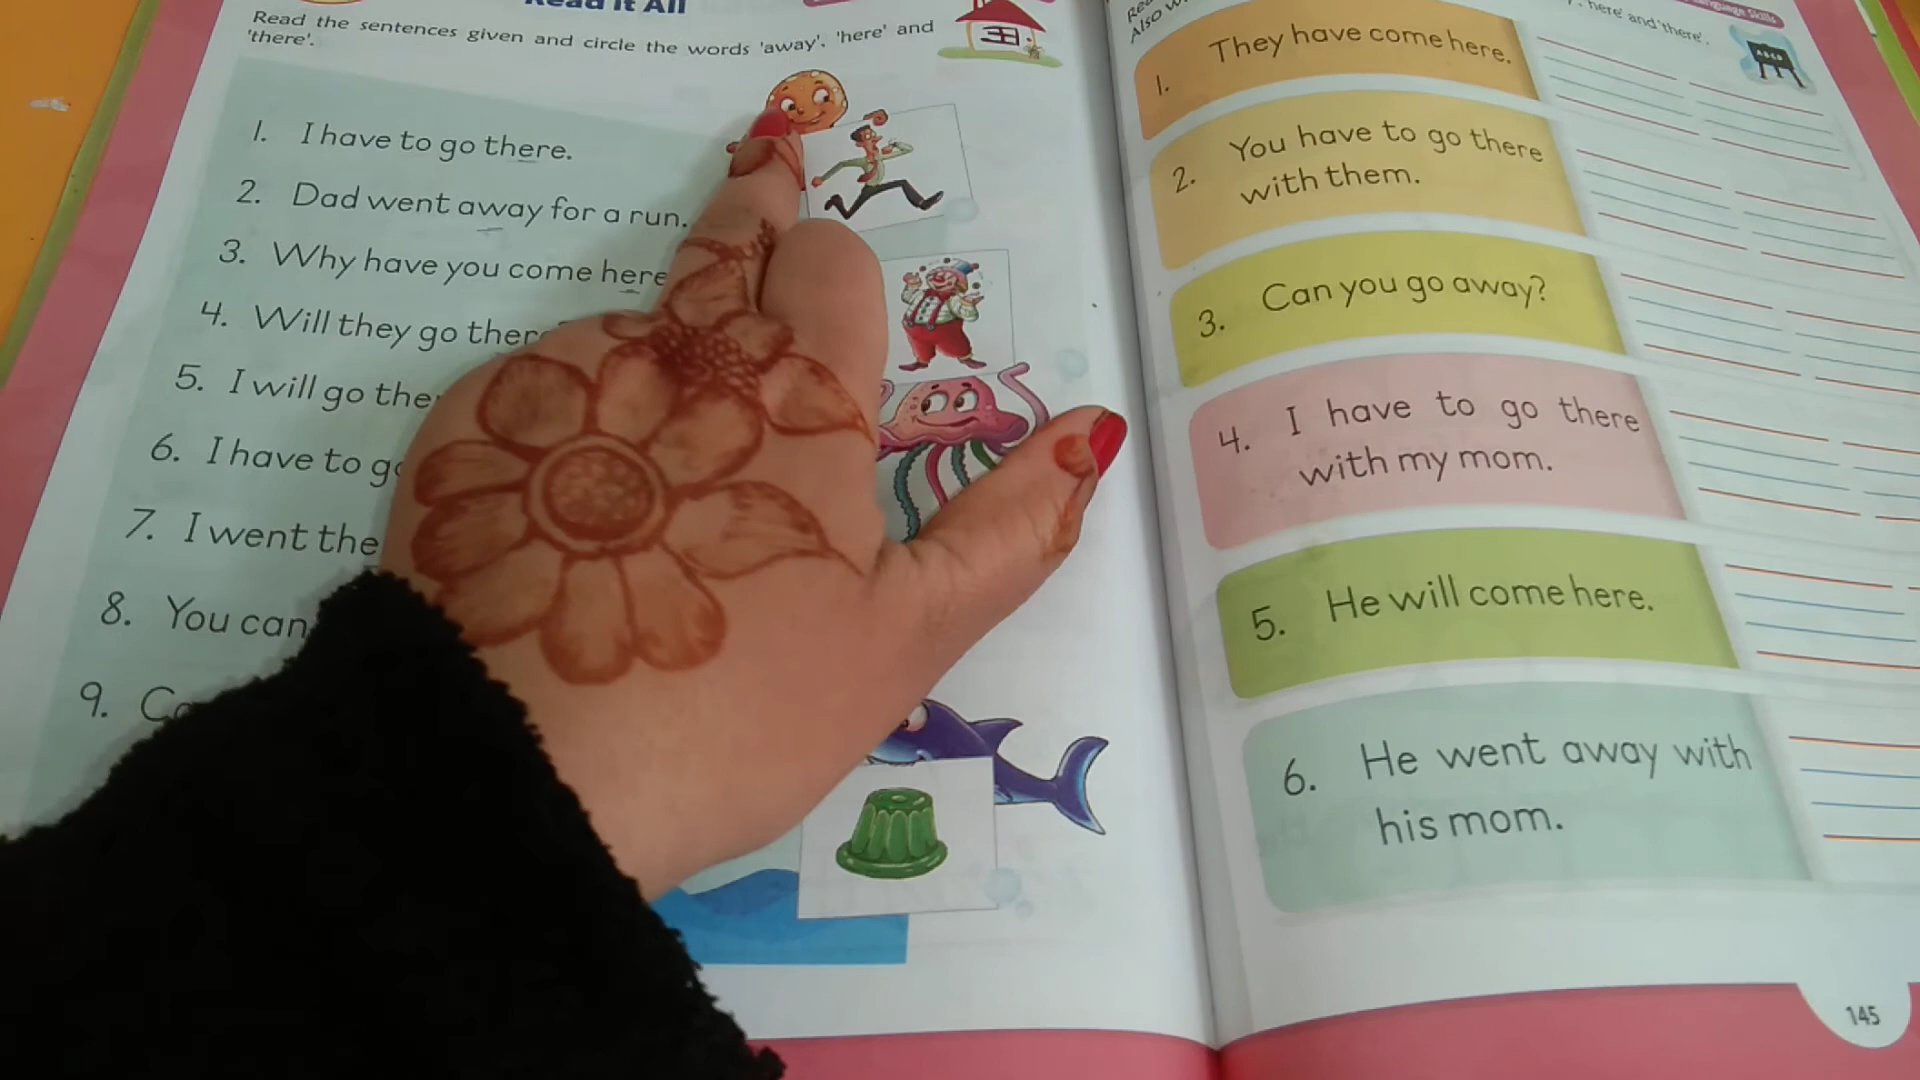 Read It All
Read the sentences given and circle the words 'away', 'here' and
'there'.
1. I have to go there.
2. Dad went away for a run.
3. Why have you come here
4. Will they go
5. I will go
6. I have to
7. I went
8. You can
9.
'here' and 'there'.
Language Skills
Also
1. They have come here.
2. You have to go there
with them.
3. Can you go away?
4. I have to go there
with my mom.
5. He will come here.
6. He went away with
his mom.
145